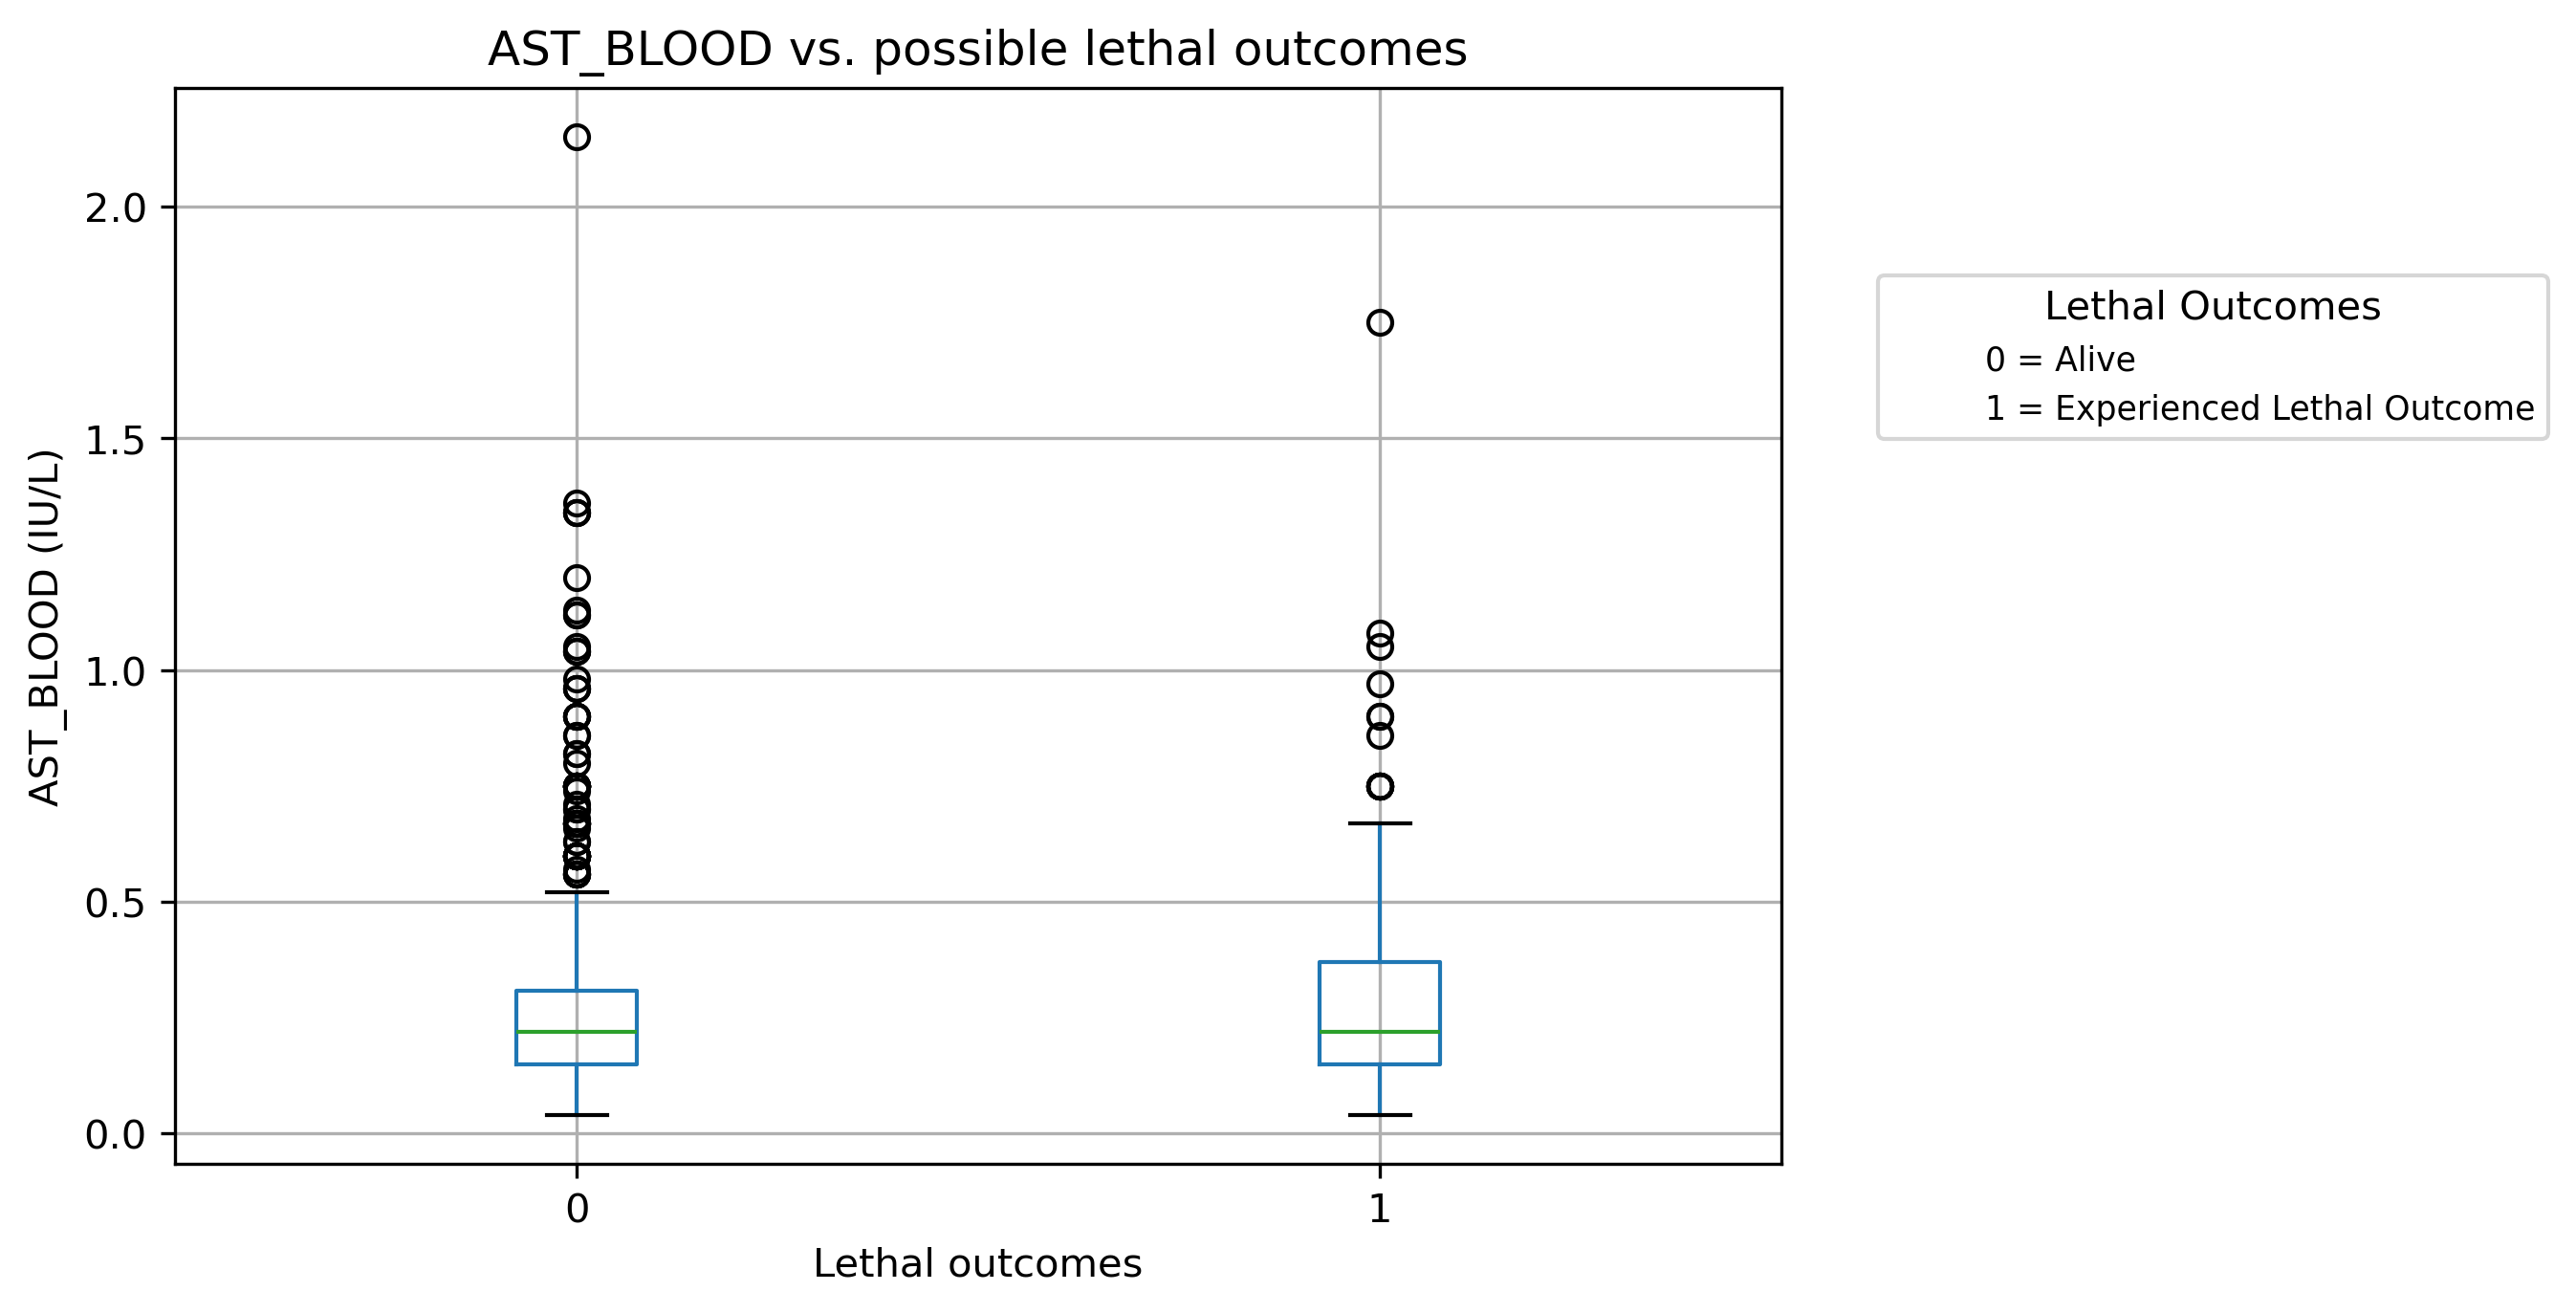 AST_BLOOD vs. possible lethal outcomes
AST_BLOOD (IU/L)
2.0
1.5
1.0
0.5
0.0
0
1
Lethal outcomes
Lethal Outcomes
0 = Alive
1 = Experienced Lethal Outcome